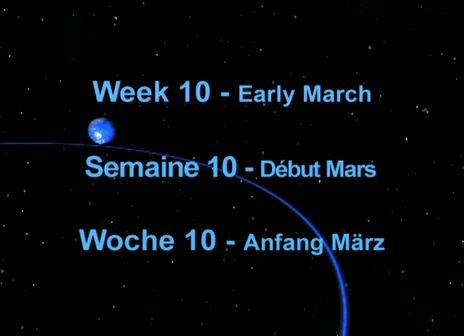 Week 10 - Early March
Semaine 10 - Début Mars
Woche 10 - Anfang März